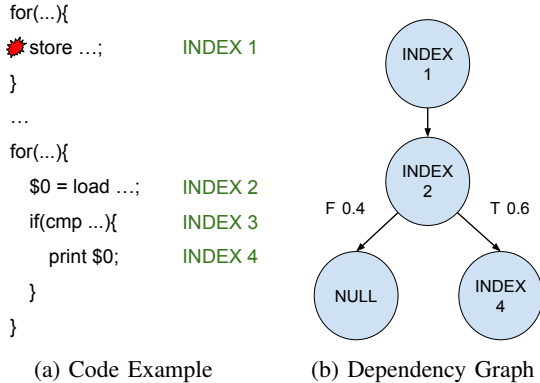 for(...){
store ...; INDEX 1
}
...
for(...){
$0 = load ...; INDEX 2
if(cmp ...){ INDEX 3
print $0; INDEX 4
}
}
(a) Code Example
INDEX
1
INDEX
2
F 0.4
T 0.6
NULL
INDEX
4
(b) Dependency Graph